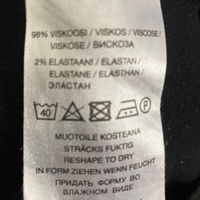 98% VISKOOSI / VISKOS / VISCOSE /
VISKOSE / ВИСКОЗА
2% ELASTAANI / ELASTAN /
ELASTANE / ELASTHAN /
ЭЛАСТАН
40 P
MUOTOILE KOSTEANA
STRÄCKS FUKTIG
RESHAPE TO DRY
IN FORM ZIEHEN WENN FEUCHT
ПРИДАТЬ ФОРМУ ВО
ВЛАЖНОМ ВИДЕ